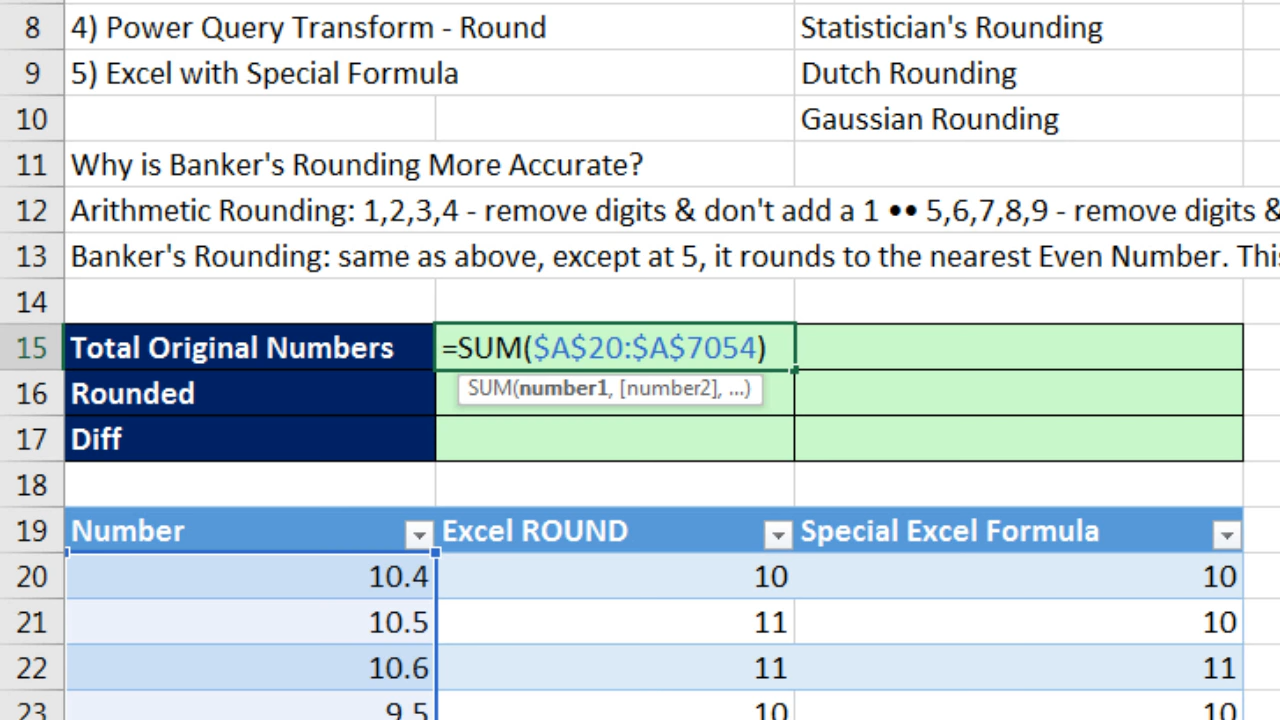 8 4) Power Query Transform - Round Statistician's Rounding
9 5) Excel with Special Formula Dutch Rounding
10 Gaussian Rounding
11 Why is Banker's Rounding More Accurate?
12 Arithmetic Rounding: 1,2,3,4 - remove digits & don't add a 1 •• 5,6,7,8,9 - remove digits &
13 Banker's Rounding: same as above, except at 5, it rounds to the nearest Even Number. This
14
15 Total Original Numbers =SUM($A$20:$A$7054)
16 Rounded SUM(number1, [number2], ...)
17 Diff
18
19 Number Excel ROUND Special Excel Formula
20 10.4 10 10
21 10.5 11 10
22 10.6 11 11
23 9.5 10 10